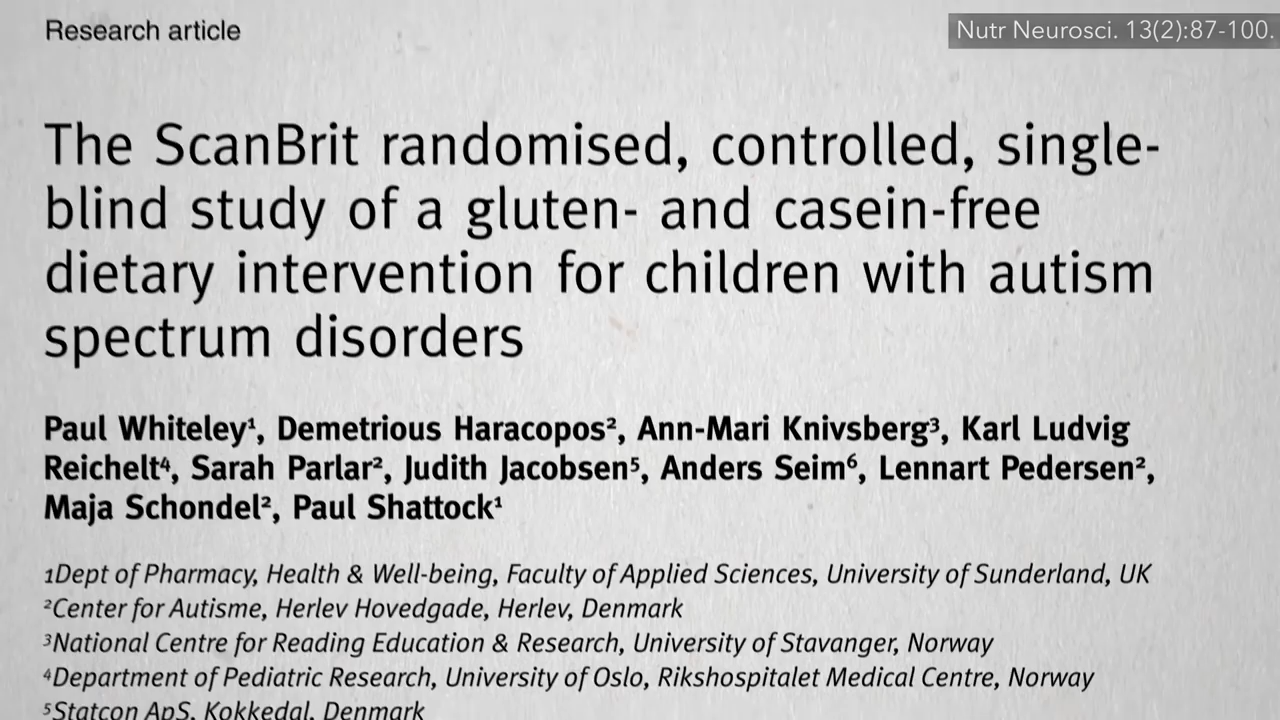 Research article
Nutr Neurosci. 13(2):87-100.
The ScanBrit randomised, controlled, single-
blind study of a gluten- and casein-free
dietary intervention for children with autism
spectrum disorders
Paul Whiteley¹, Demetrious Haracopos², Ann-Mari Knivsberg³, Karl Ludvig
Reichelt⁴, Sarah Parlar², Judith Jacobsen⁵, Anders Seim⁶, Lennart Pedersen²,
Maja Schondel², Paul Shattock¹
1Dept of Pharmacy, Health & Well-being, Faculty of Applied Sciences, University of Sunderland, UK
²Center for Autisme, Herlev Hovedgade, Herlev, Denmark
³National Centre for Reading Education & Research, University of Stavanger, Norway
⁴Department of Pediatric Research, University of Oslo, Rikshospitalet Medical Centre, Norway
⁵Statcon ApS, Kokkedal, Denmark